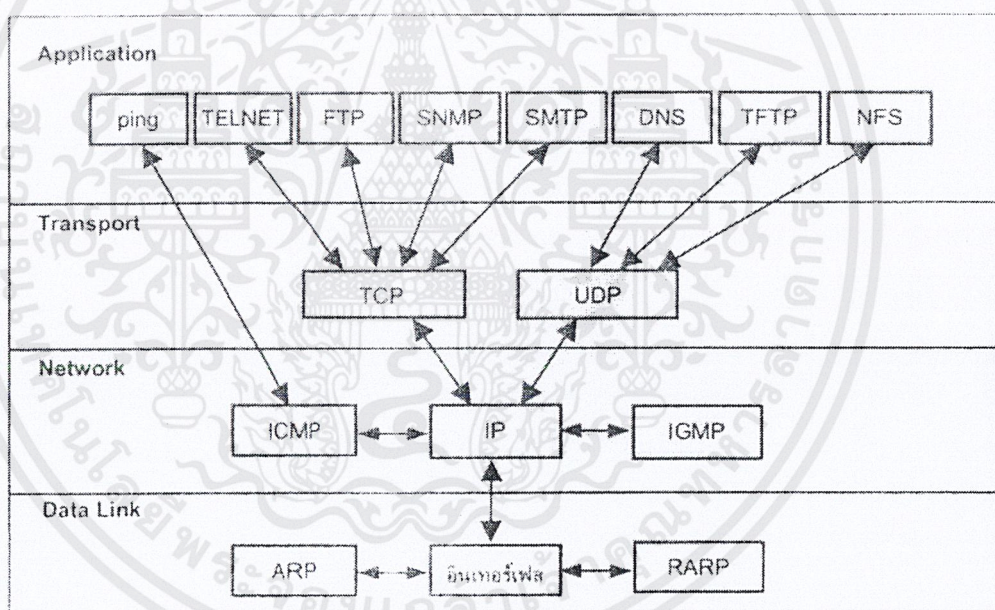 Application
ping TELNET FTP SNMP SMTP DNS TFTP NFS
Transport
TCP UDP
Network
ICMP IP IGMP
Data Link
ARP อินเทอร์เฟส RARP